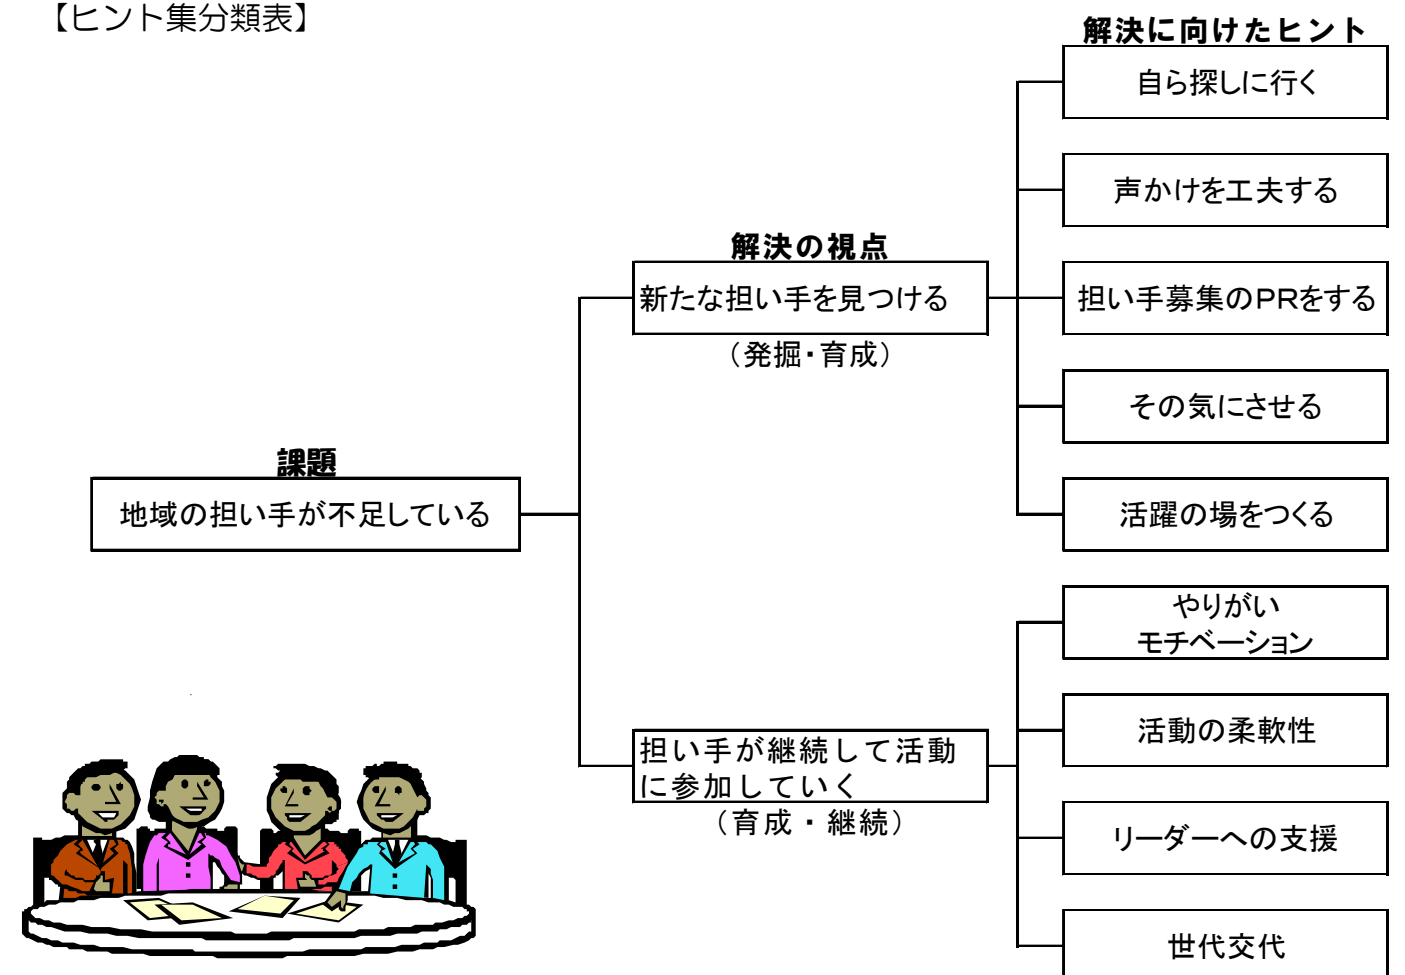 【ヒント集分類表】
解決に向けたヒント
自ら探しに行く
声かけを工夫する
解決の視点
新たな担い手を見つける
（発掘・育成）
担い手募集のPRをする
その気にさせる
課題
地域の担い手が不足している
活躍の場をつくる
やりがい
モチベーション
担い手が継続して活動
に参加していく
（育成・継続）
活動の柔軟性
リーダーへの支援
世代交代